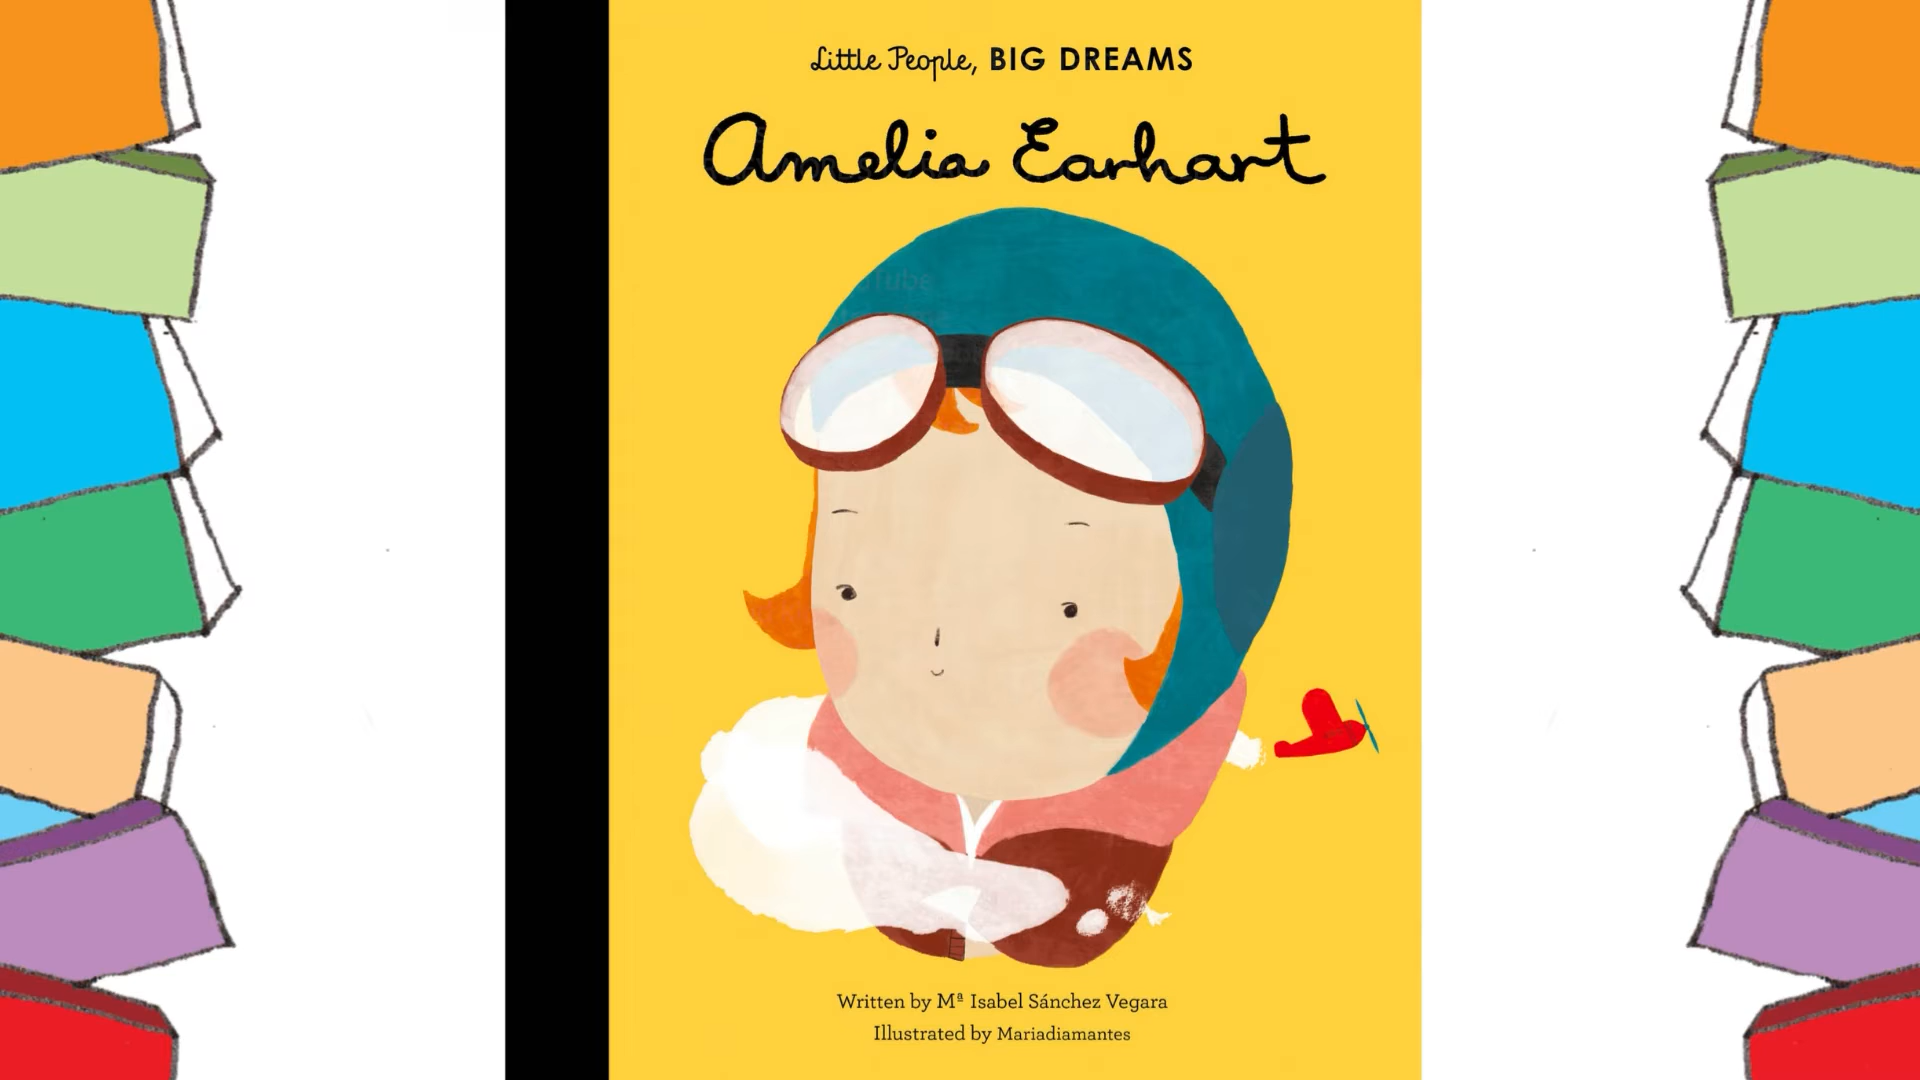 Little People, BIG DREAMS
Amelia Earhart
Written by Mª Isabel Sánchez Vegara
Illustrated by Mariadiamantes